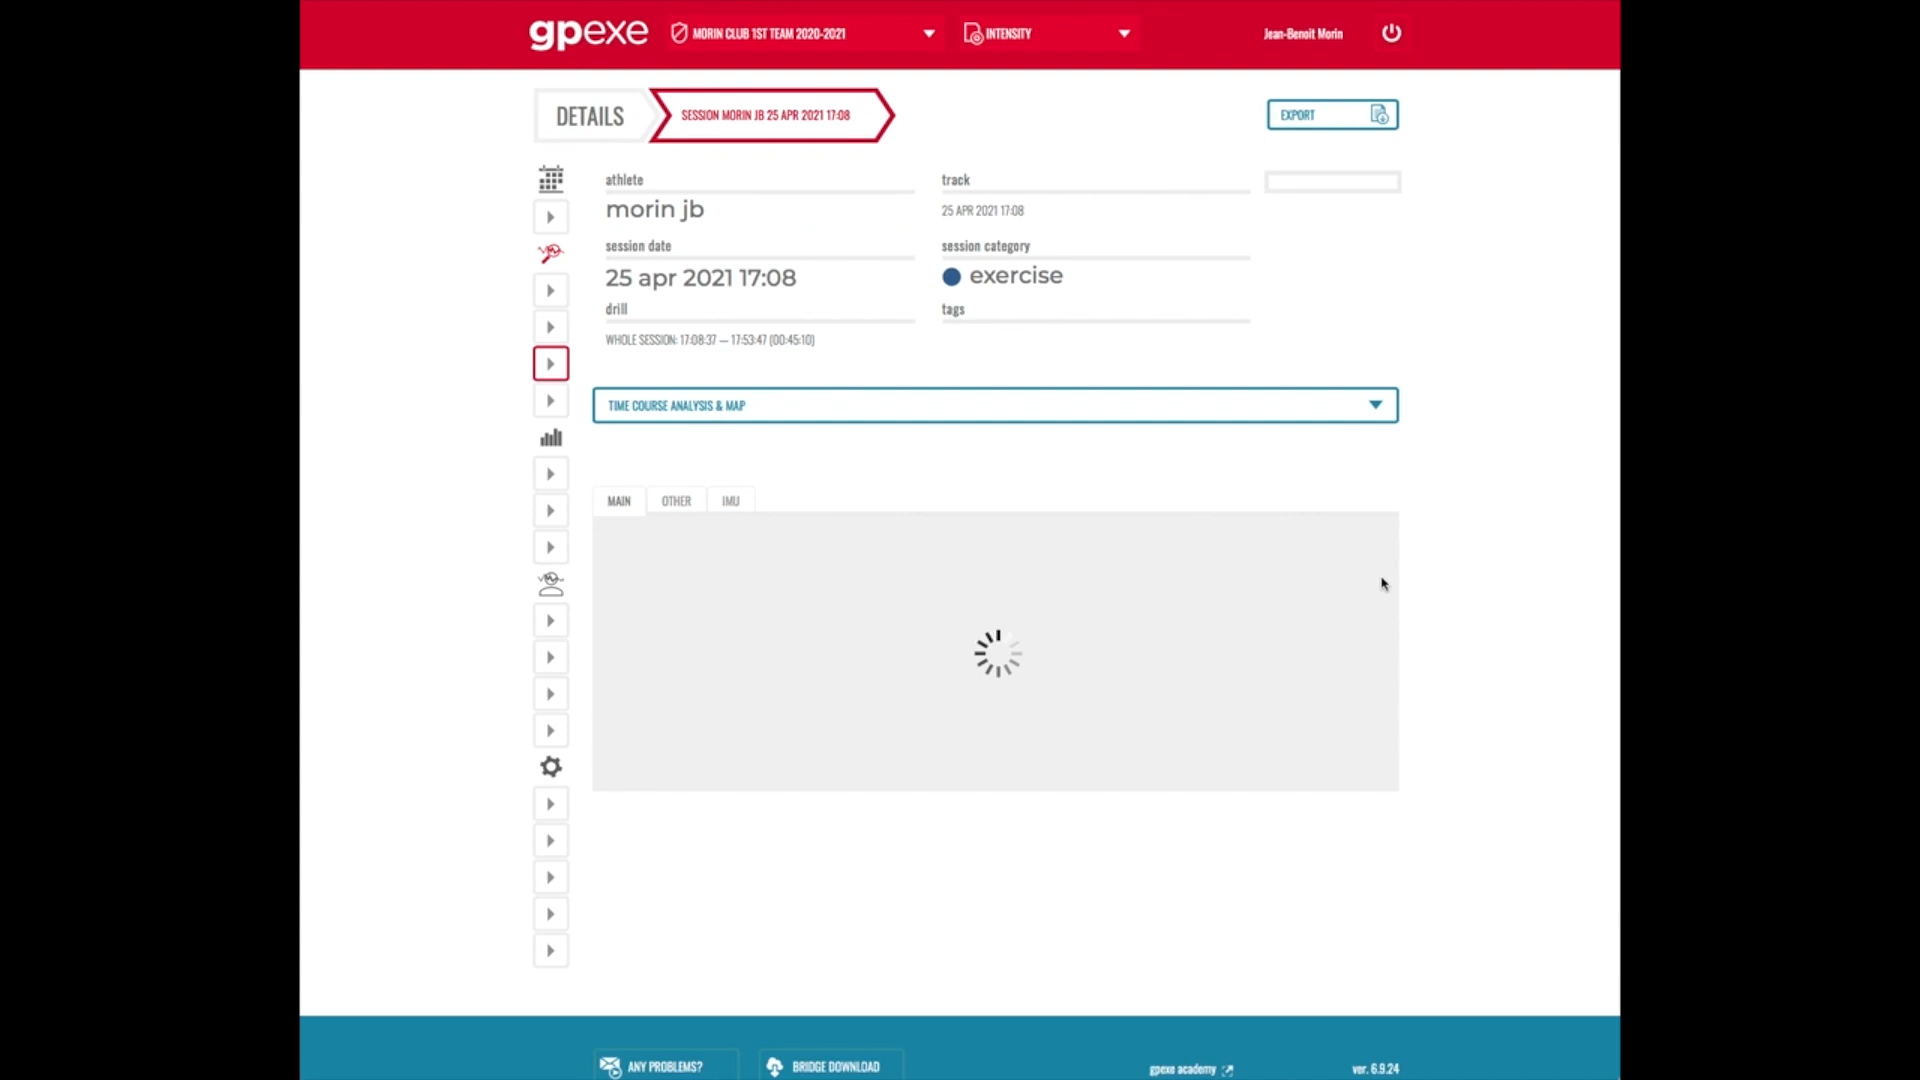 gpexe
MORIN CLUB 1ST TEAM 2020-2021
INTENSITY
Jean-Benoit Morin
DETAILS
SESSION MORIN JB 25 APR 2021 17:08
EXPORT
athlete
track
morin jb
25 APR 2021 17:08
session date
session category
25 apr 2021 17:08
exercise
drill
tags
WHOLE SESSION: 17:08:37 — 17:53:47 (00:45:10)
TIME COURSE ANALYSIS & MAP
MAIN
OTHER
IMU
ANY PROBLEMS?
BRIDGE DOWNLOAD
gpexe academy
ver. 6.9.24